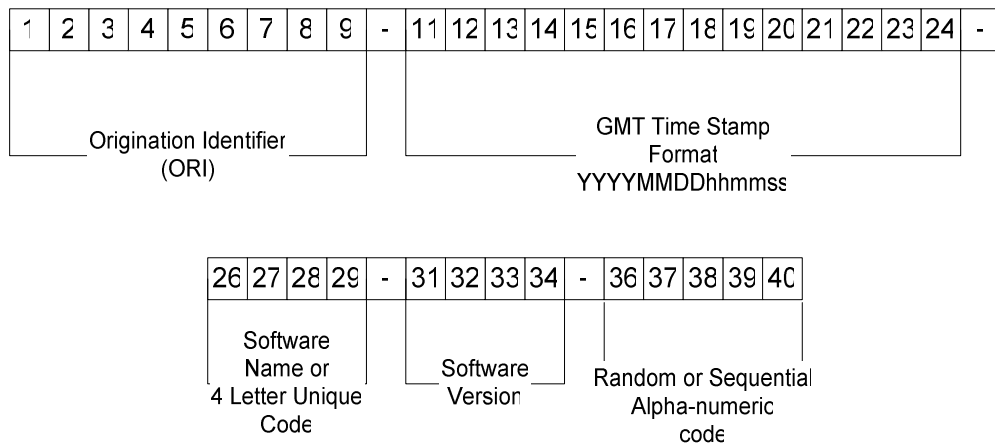 1 2 3 4 5 6 7 8 9 - 11 12 13 14 15 16 17 18 19 20 21 22 23 24 -
Origination Identifier
(ORI)
GMT Time Stamp
Format
YYYYMMDDhhmmss
26 27 28 29 - 31 32 33 34 - 36 37 38 39 40
Software
Name or
4 Letter Unique
Code
Software
Version
Random or Sequential
Alpha-numeric
code